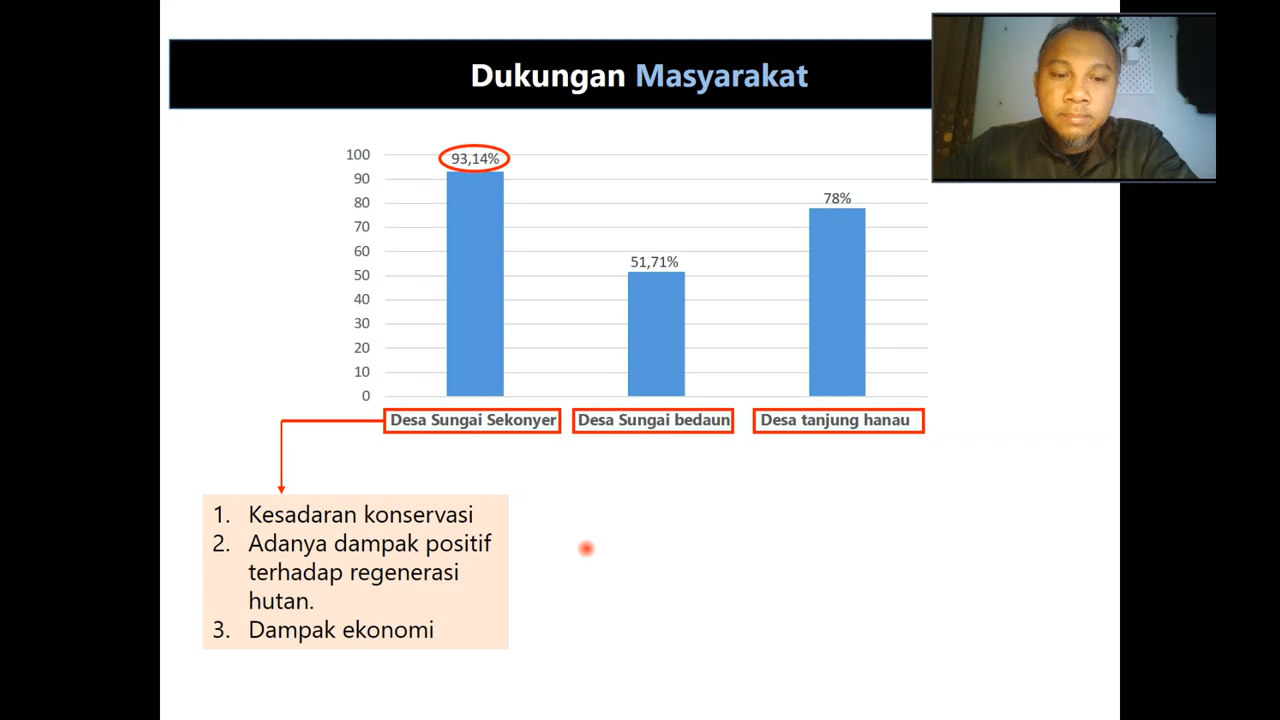 Dukungan Masyarakat
100
90
80
70
60
50
40
30
20
10
0
93,14%
51,71%
78%
Desa Sungai Sekonyer
Desa Sungai bedaun
Desa tanjung hanau
1. Kesadaran konservasi
2. Adanya dampak positif
terhadap regenerasi
hutan.
3. Dampak ekonomi